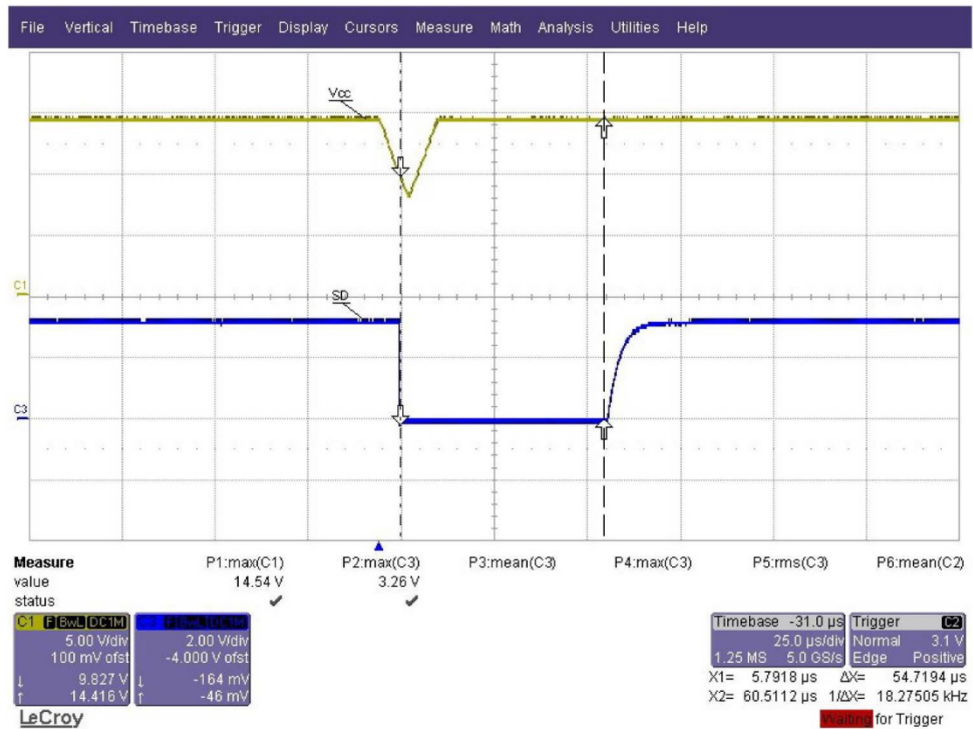 File Vertical Timebase Trigger Display Cursors Measure Math Analysis Utilities Help
Vcc
C1
SD
C3
Measure P1:max(C1) P2:max(C3) P3:mean(C3) P4:max(C3) P5:rms(C3) P6:mean(C2)
value 14.54 V 3.26 V
status
C1 F BwL DC1M
5.00 V/div
100 mV ofst
↓ 9.827 V
↑ 14.416 V
C3 F BwL DC1M
2.00 V/div
-4.000 V ofst
↓ -164 mV
↑ -46 mV
Timebase -31.0 µs
25.0 µs/div
1.25 MS 5.0 GS/s
Trigger C2
Normal 3.1 V
Edge Positive
X1= 5.7918 µs ΔX= 54.7194 µs
X2= 60.5112 µs 1/ΔX= 18.27505 kHz
LeCroy
Waiting for Trigger